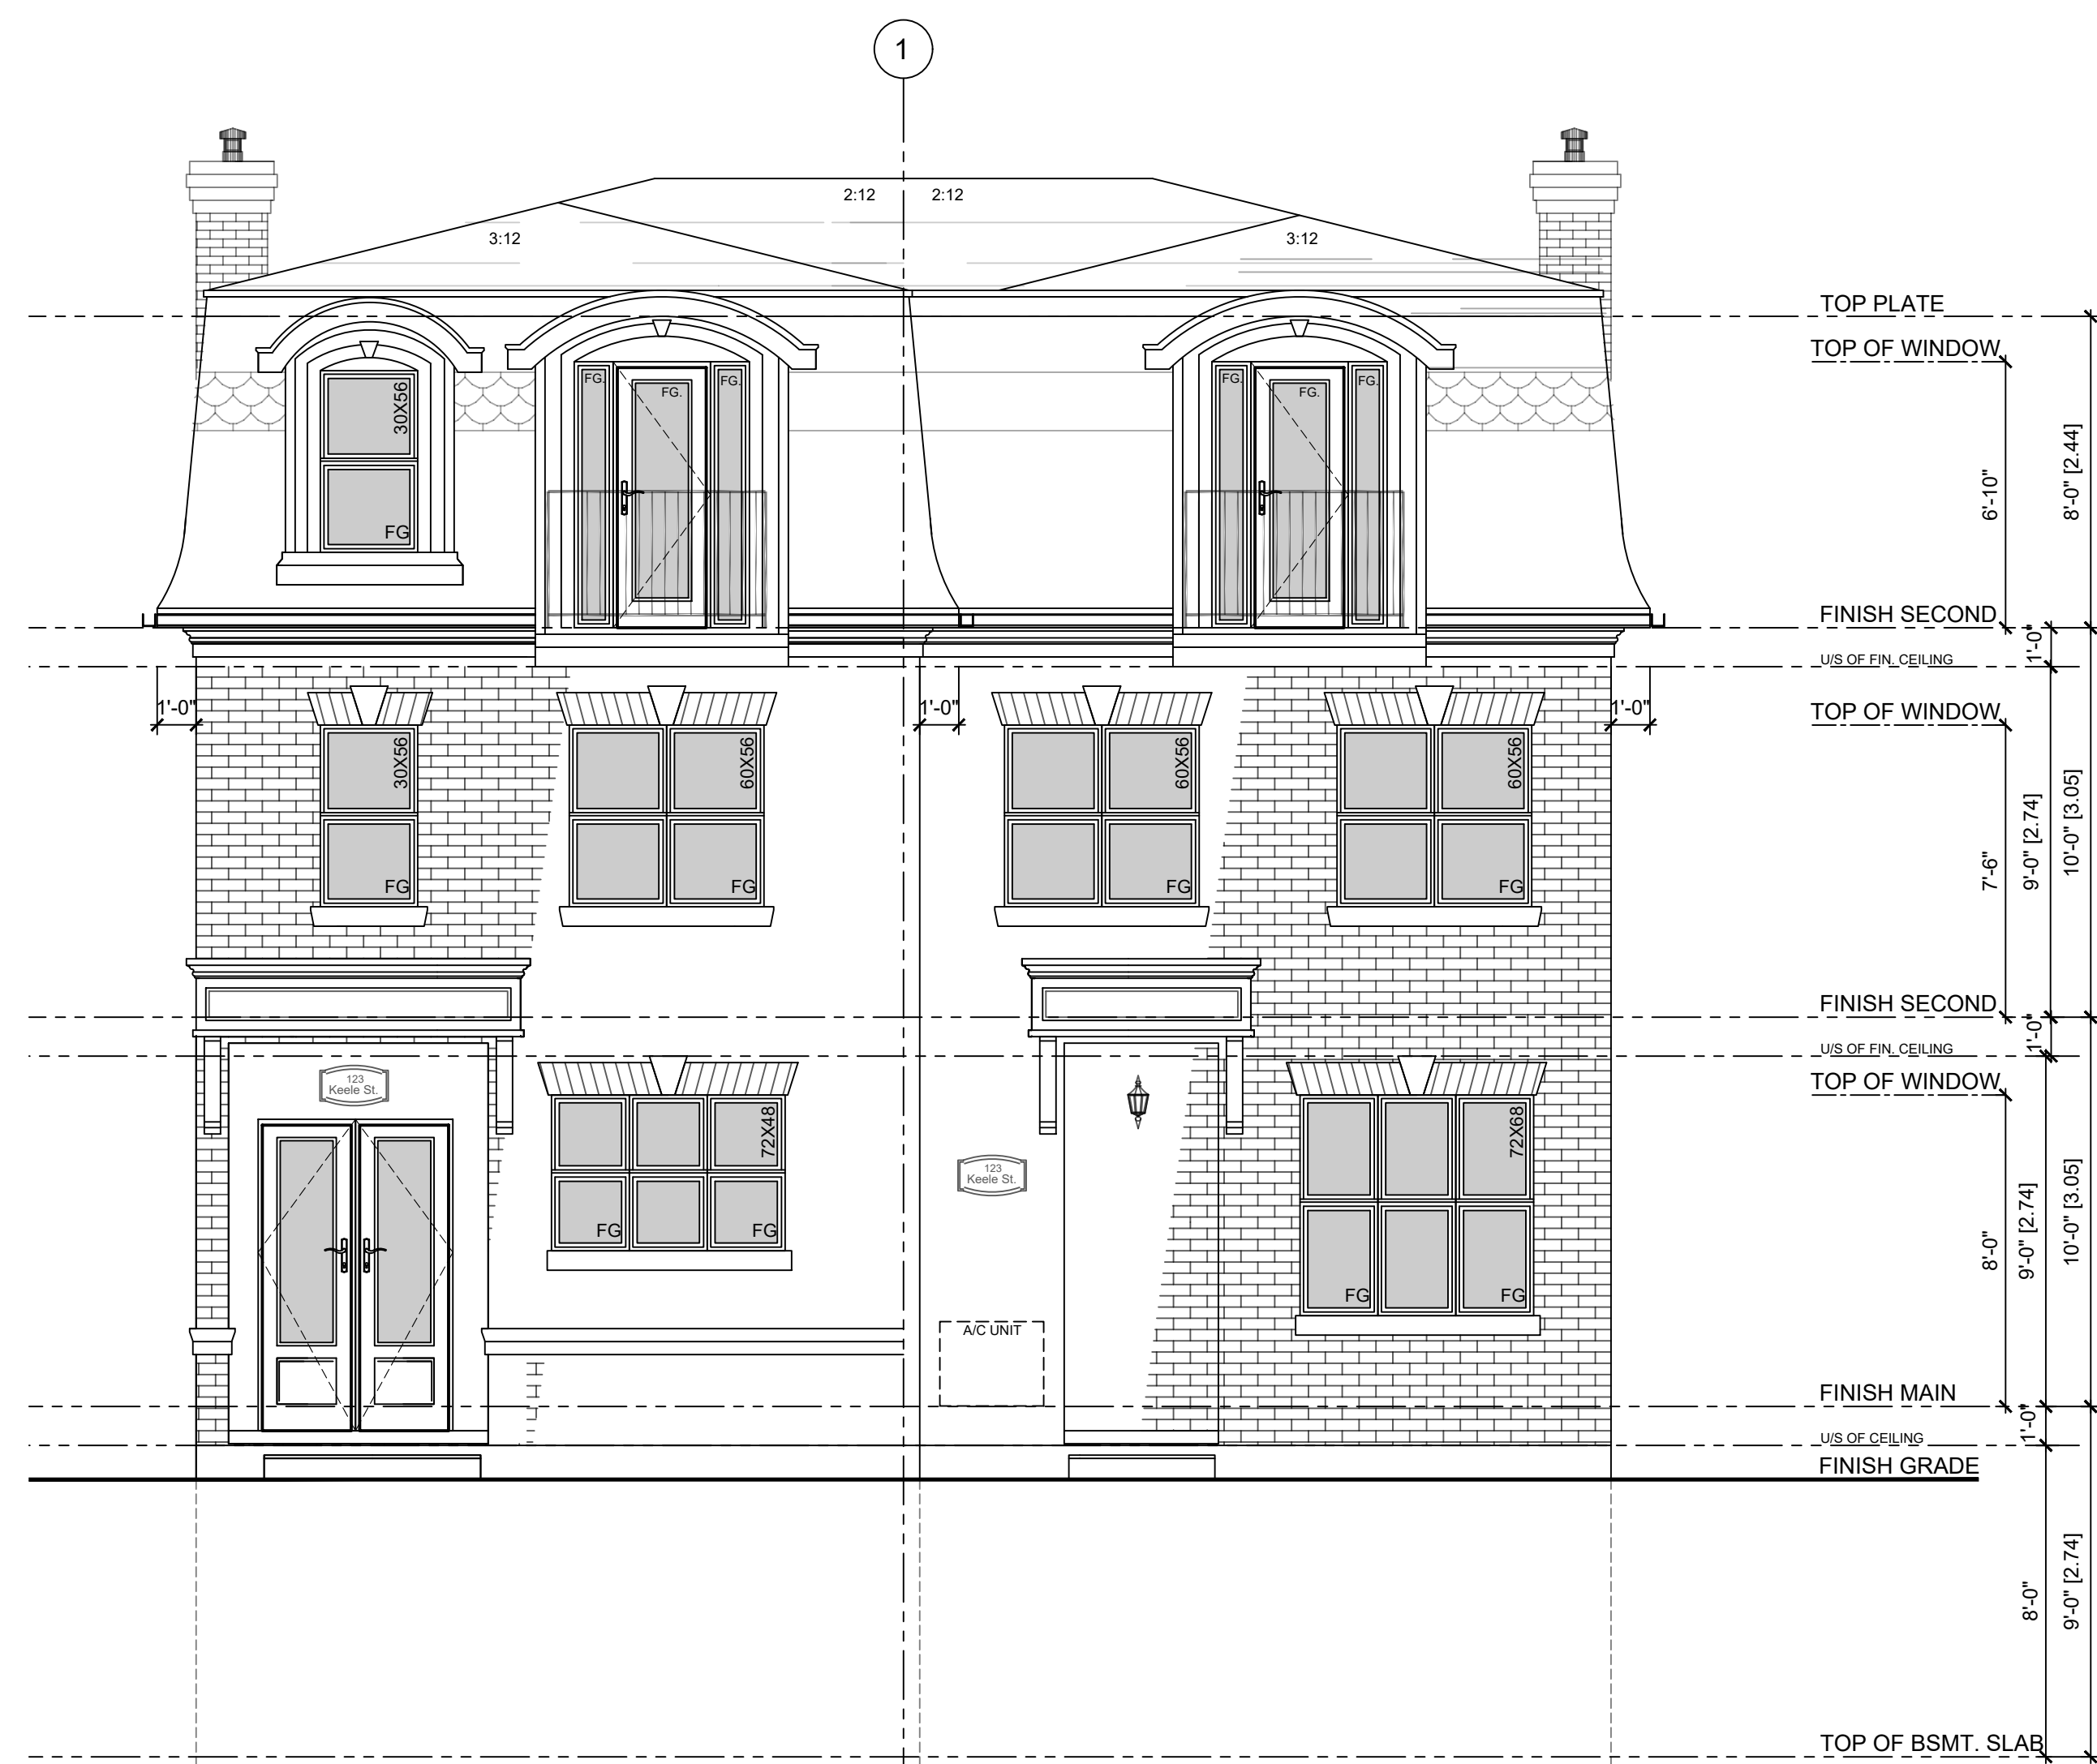 1
2:12
2:12
3:12
3:12
TOP PLATE
TOP OF WINDOW
FG.
FG.
FG.
FG.
FG.
FG.
30X56
FG
6'-10"
8'-0" [2.44]
FINISH SECOND
1'-0"
U/S OF FIN. CEILING
1'-0"
1'-0"
1'-0"
TOP OF WINDOW
30X56
60X56
60X56
60X56
FG
FG
FG
FG
7'-6"
9'-0" [2.74]
10'-0" [3.05]
FINISH SECOND
1'-0"
U/S OF FIN. CEILING
TOP OF WINDOW
123
Keele St.
72X48
72X68
123
Keele St.
FG
FG
FG
FG
8'-0"
9'-0" [2.74]
10'-0" [3.05]
A/C UNIT
FINISH MAIN
1'-0"
U/S OF CEILING
FINISH GRADE
8'-0"
9'-0" [2.74]
TOP OF BSMT. SLAB